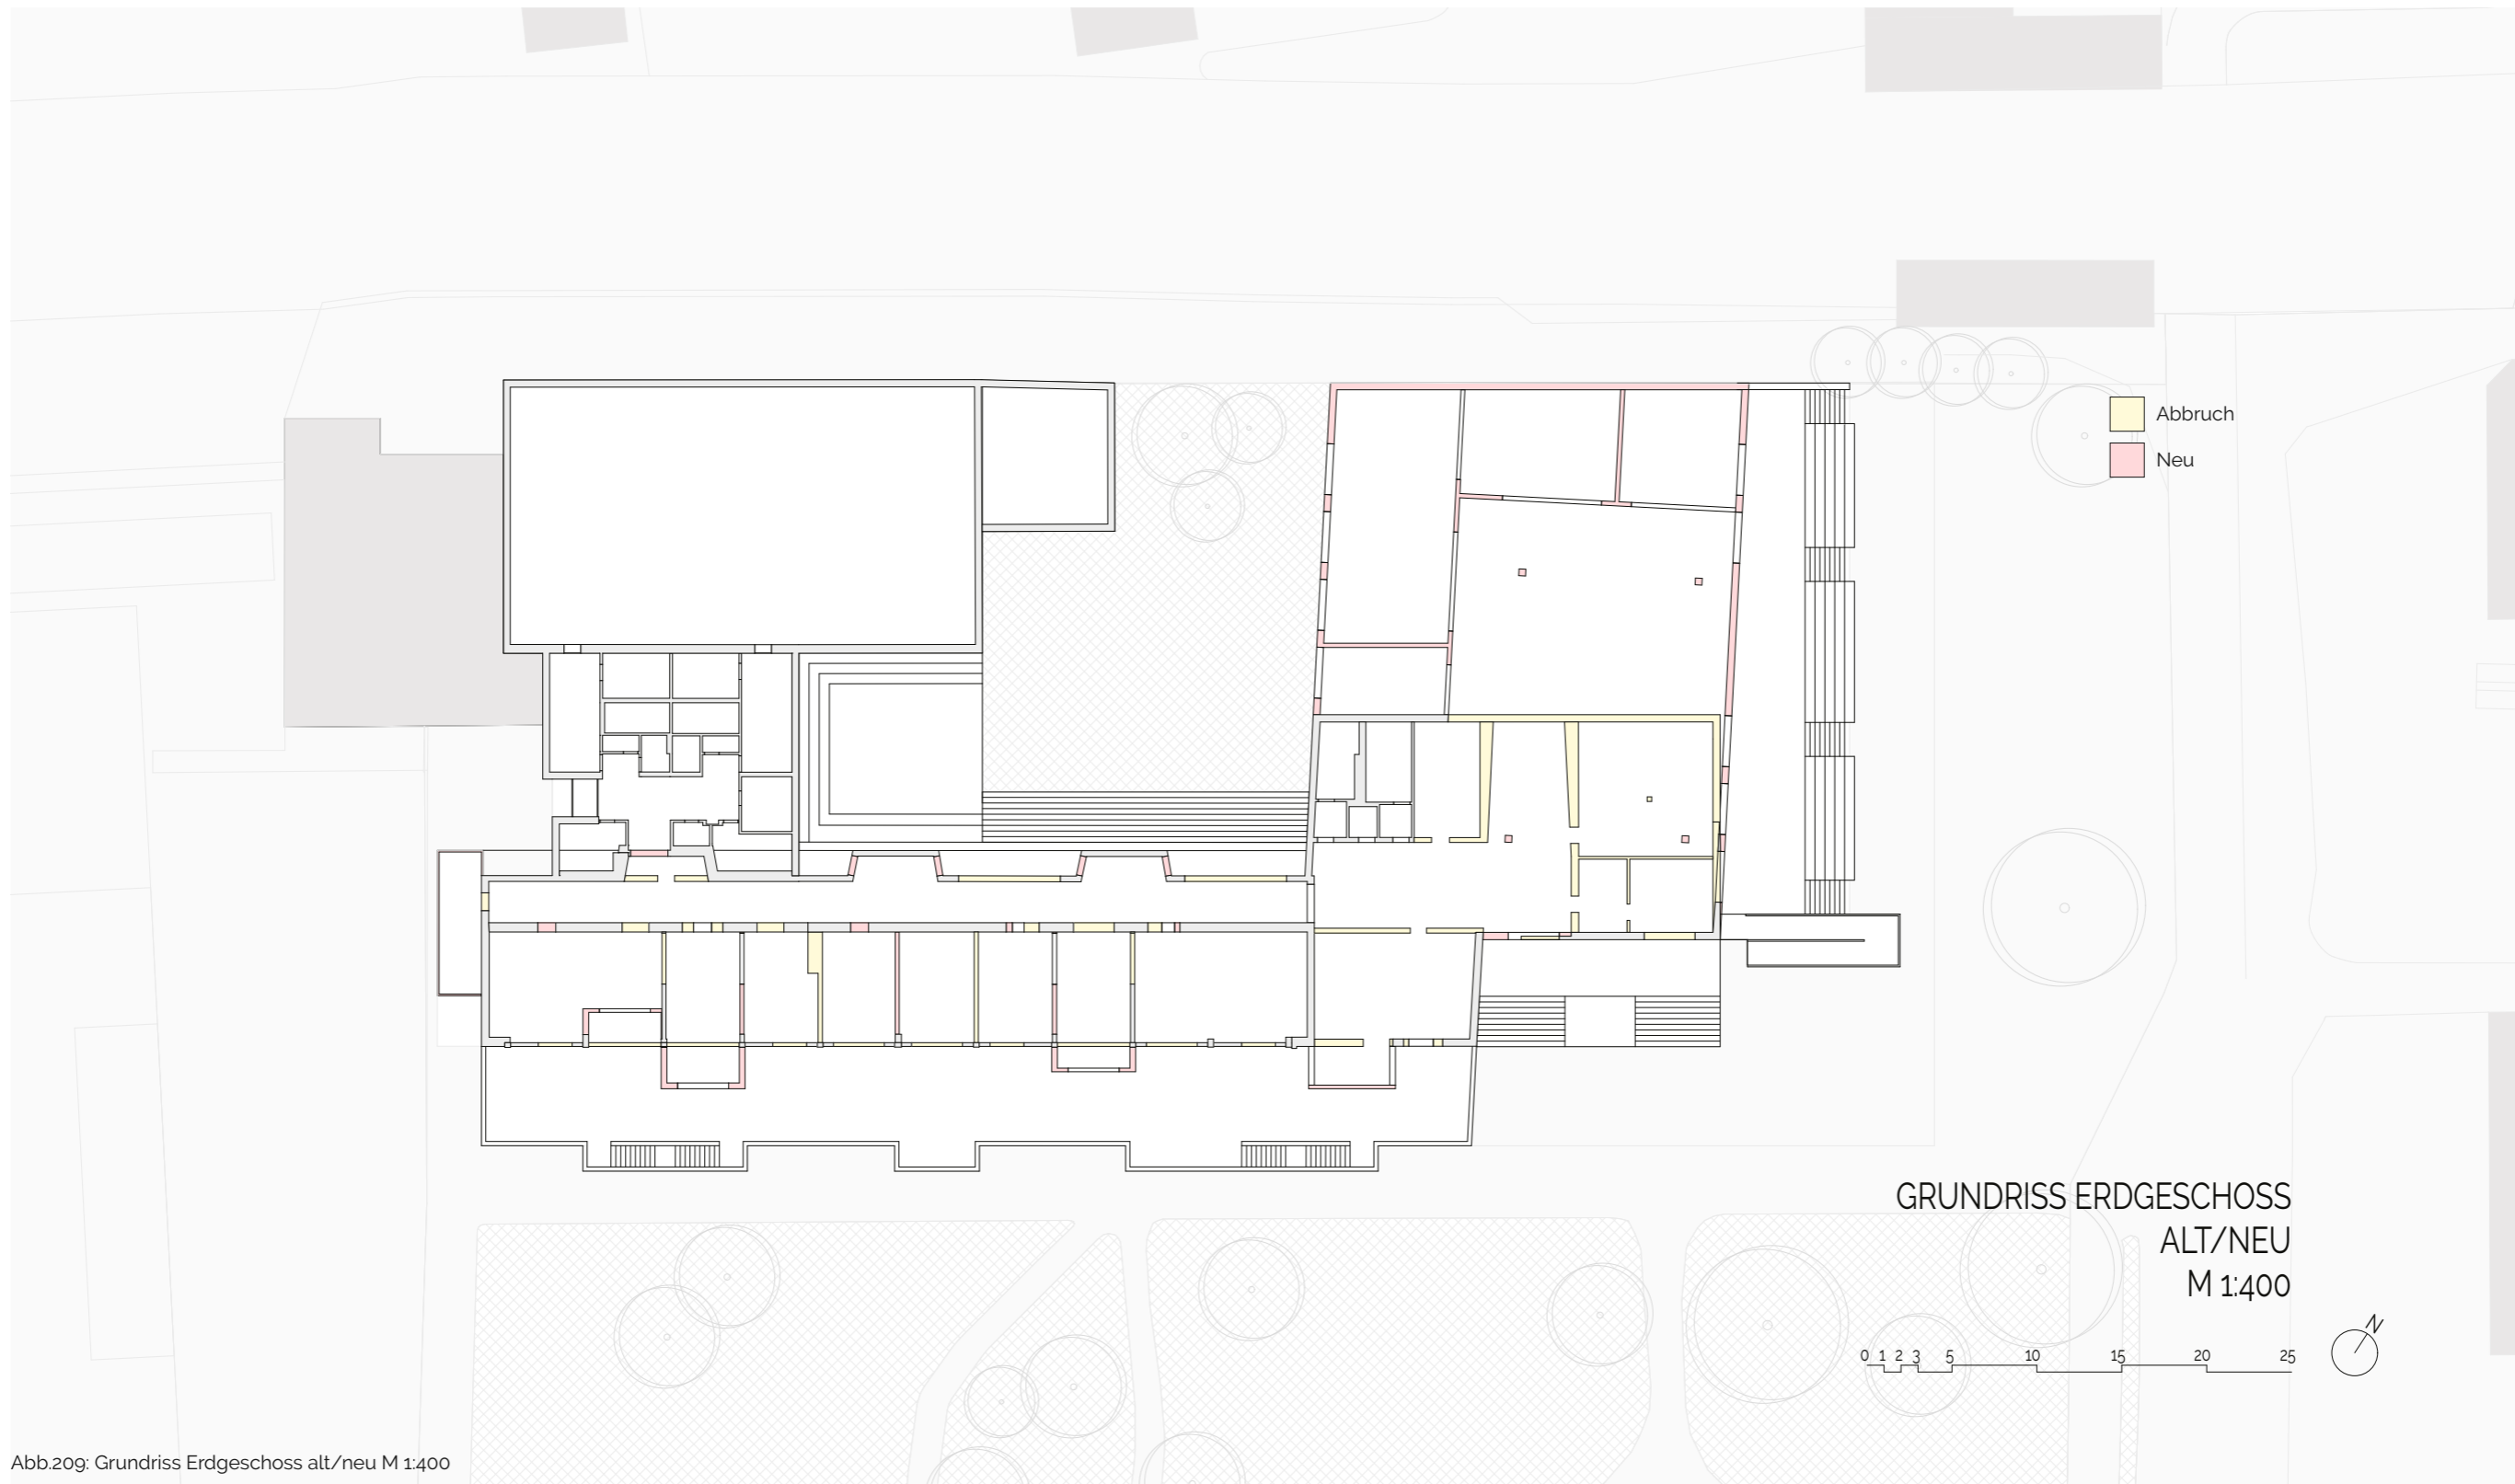 Abbruch
Neu
GRUNDRISS ERDGESCHOSS
ALT/NEU
M 1:400
N
0 1 2 3 5 10 15 20 25
Abb.209: Grundriss Erdgeschoss alt/neu M 1:400